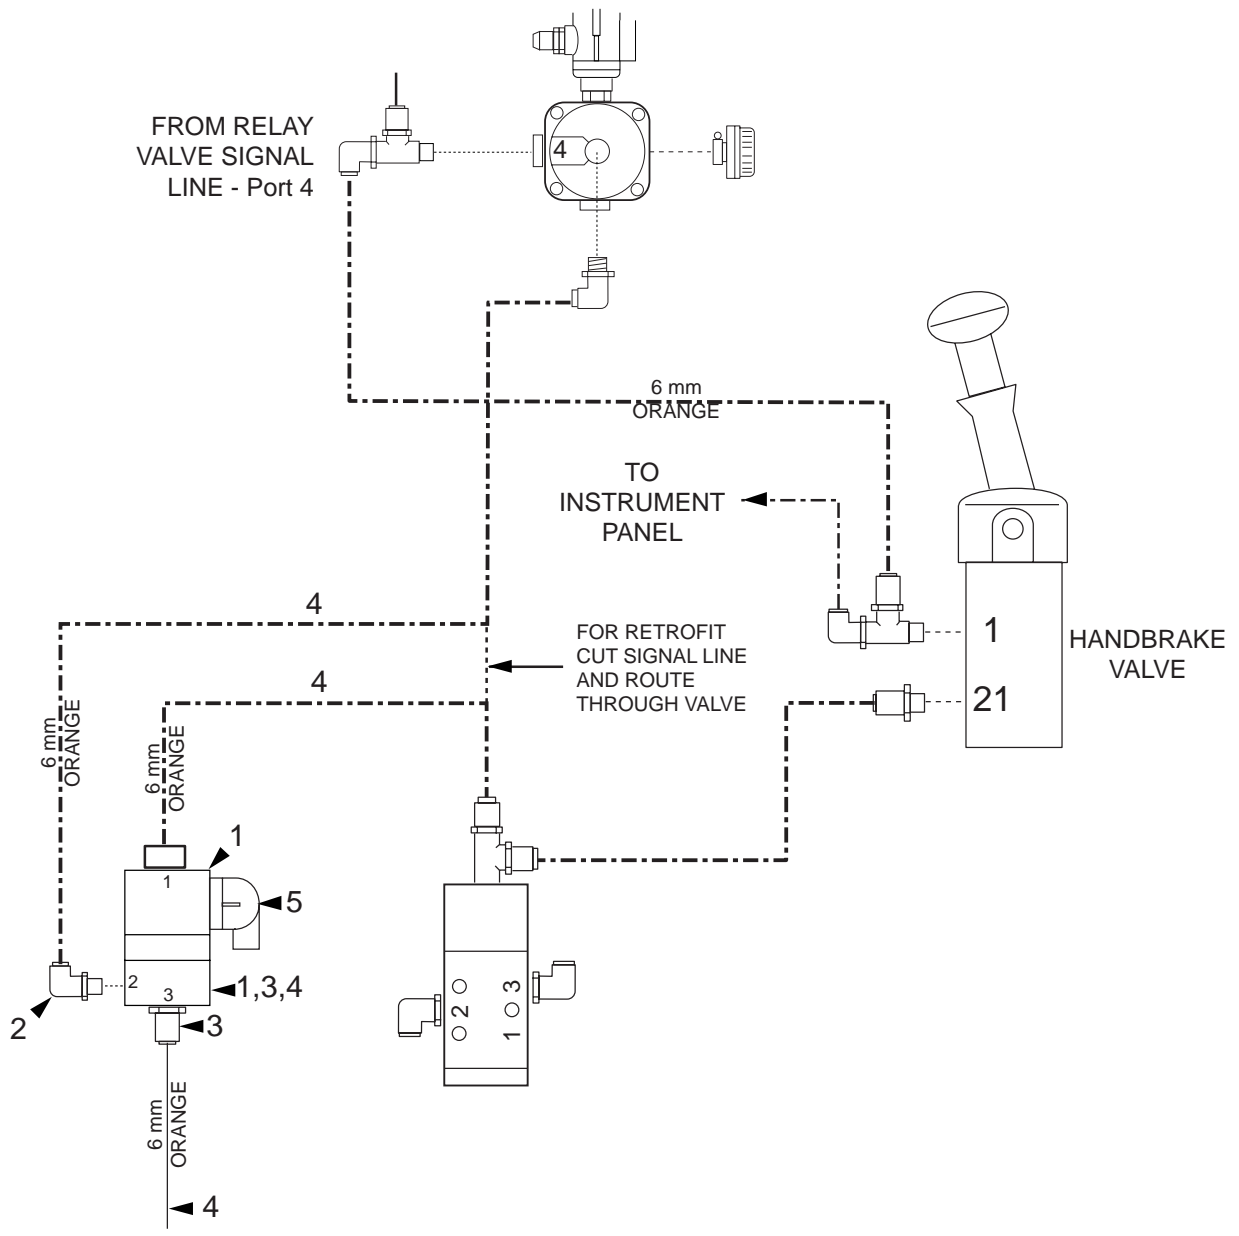 FROM RELAY
VALVE SIGNAL
LINE - Port 4
4
6 mm
ORANGE
TO
INSTRUMENT
PANEL
1
21
HANDBRAKE
VALVE
4
FOR RETROFIT
CUT SIGNAL LINE
AND ROUTE
THROUGH VALVE
4
6 mm
ORANGE
6 mm
ORANGE
1
1
5
2
3
1,3,4
2
3
2
3
1
6 mm
ORANGE
4